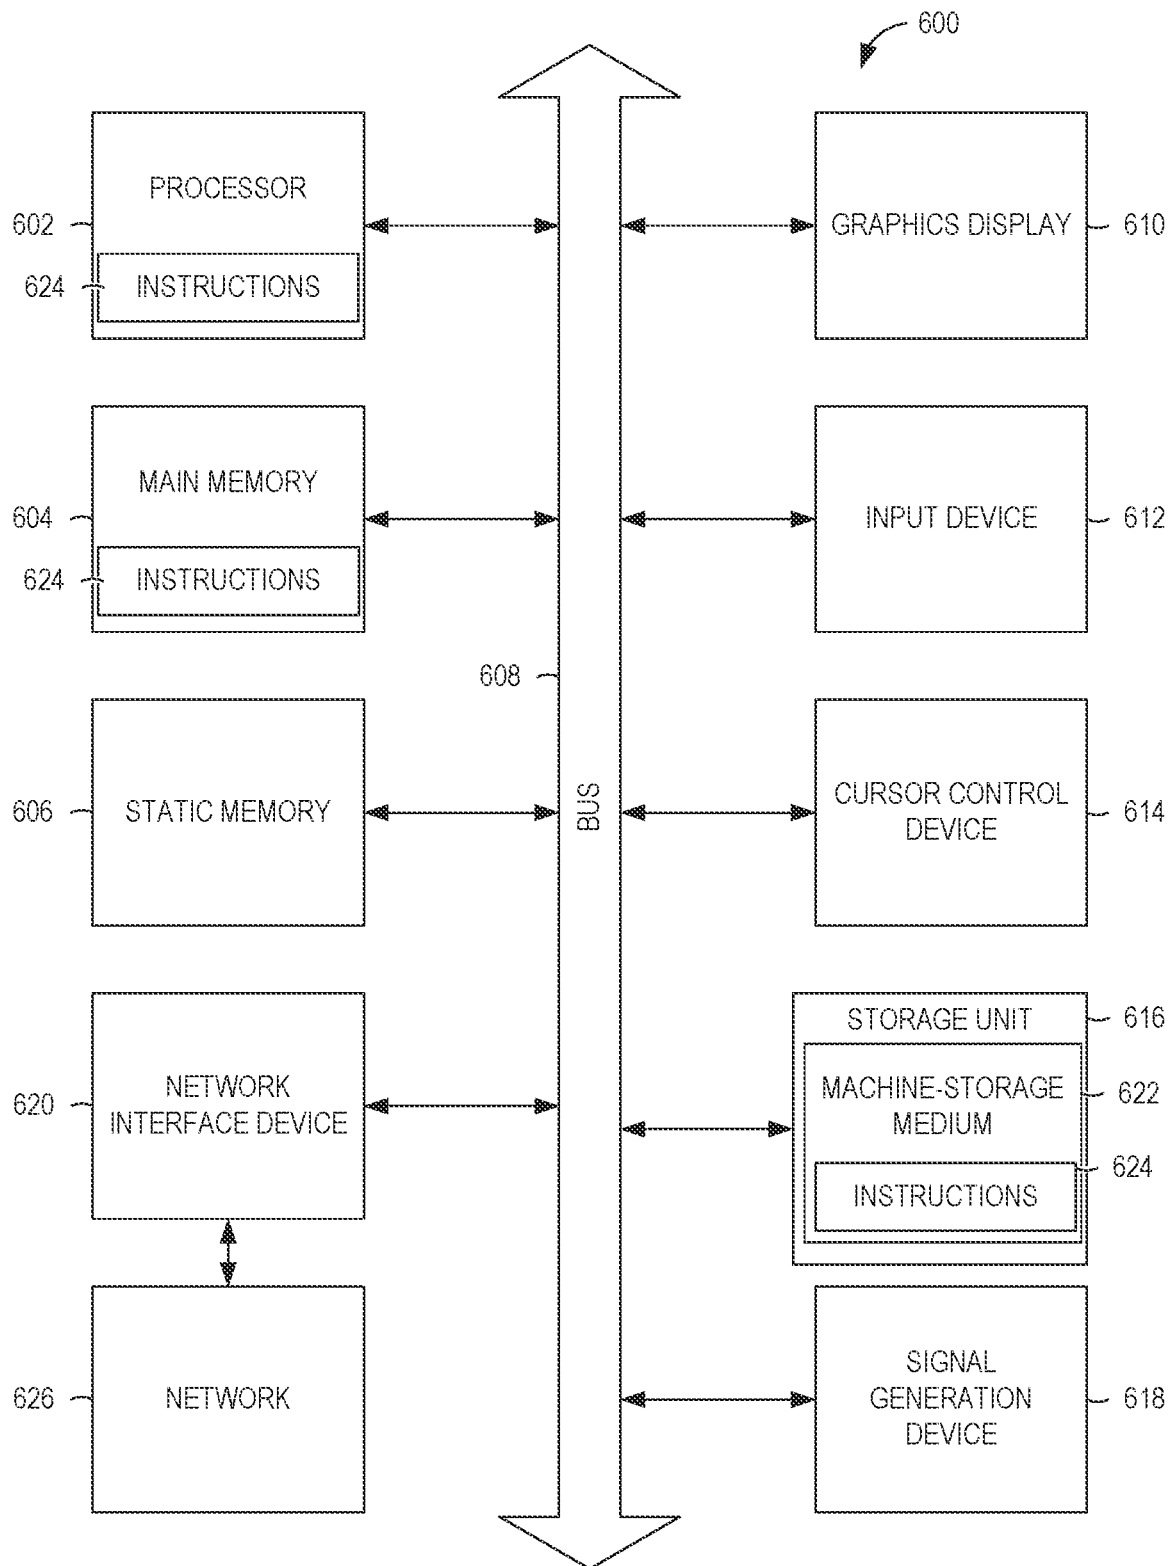 600
PROCESSOR
602
624
INSTRUCTIONS
GRAPHICS DISPLAY
610
MAIN MEMORY
604
624
INSTRUCTIONS
INPUT DEVICE
612
608
BUS
STATIC MEMORY
606
CURSOR CONTROL
DEVICE
614
NETWORK
INTERFACE DEVICE
620
STORAGE UNIT
616
MACHINE-STORAGE
MEDIUM
622
624
INSTRUCTIONS
626
NETWORK
SIGNAL
GENERATION
DEVICE
618